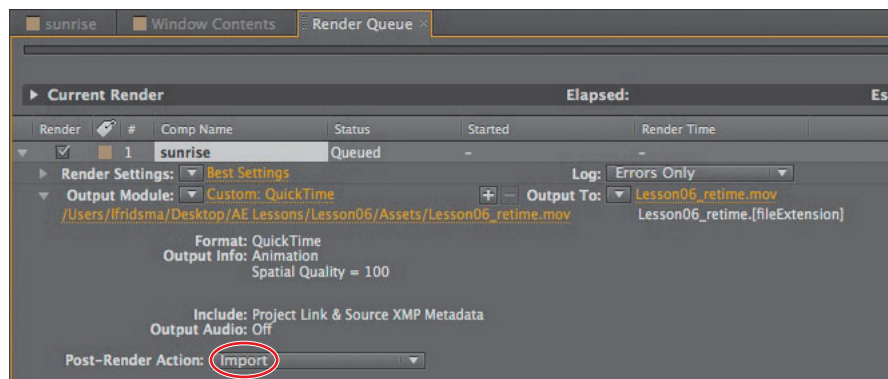 sunrise Window Contents Render Queue ×
Current Render Elapsed: Es
Render # Comp Name Status Started Render Time
1 sunrise Queued - -
Render Settings: Best Settings Log: Errors Only
Output Module: Custom: QuickTime + - Output To: Lesson06_retime.mov
/Users/lfridsma/Desktop/AE Lessons/Lesson06/Assets/Lesson06_retime.mov Lesson06_retime.[fileExtension]
Format: QuickTime
Output Info: Animation
Spatial Quality = 100
Include: Project Link & Source XMP Metadata
Output Audio: Off
Post-Render Action: Import